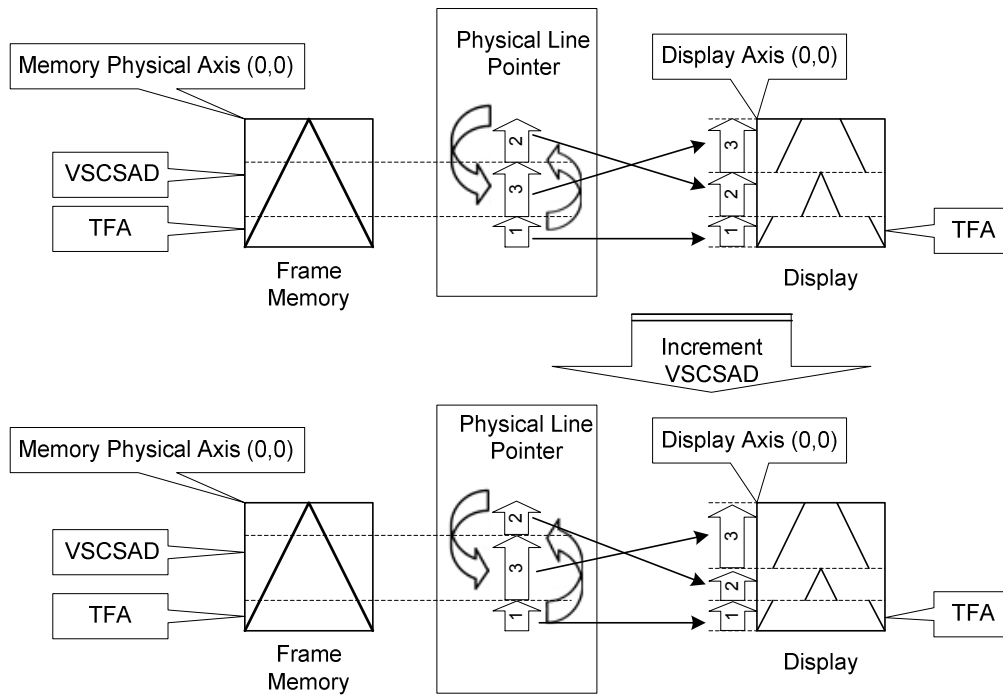 Physical Line
Pointer
Memory Physical Axis (0,0)
Display Axis (0,0)
VSCSAD
TFA
2
3
1
3
2
1
TFA
Frame
Memory
Display
Increment
VSCSAD
Physical Line
Pointer
Memory Physical Axis (0,0)
Display Axis (0,0)
VSCSAD
TFA
2
3
1
3
2
1
TFA
Frame
Memory
Display